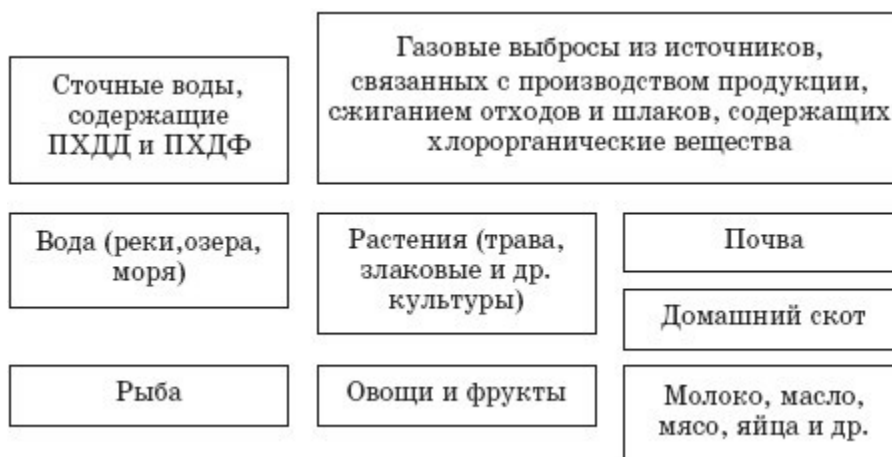 Сточные воды,
содержащие
ПХДД и ПХДФ
Газовые выбросы из источников,
связанных с производством продукции,
сжиганием отходов и шлаков, содержащих
хлорорганические вещества
Вода (реки,озера,
моря)
Растения (трава,
злаковые и др.
культуры)
Почва
Домашний скот
Рыба
Овощи и фрукты
Молоко, масло,
мясо, яйца и др.